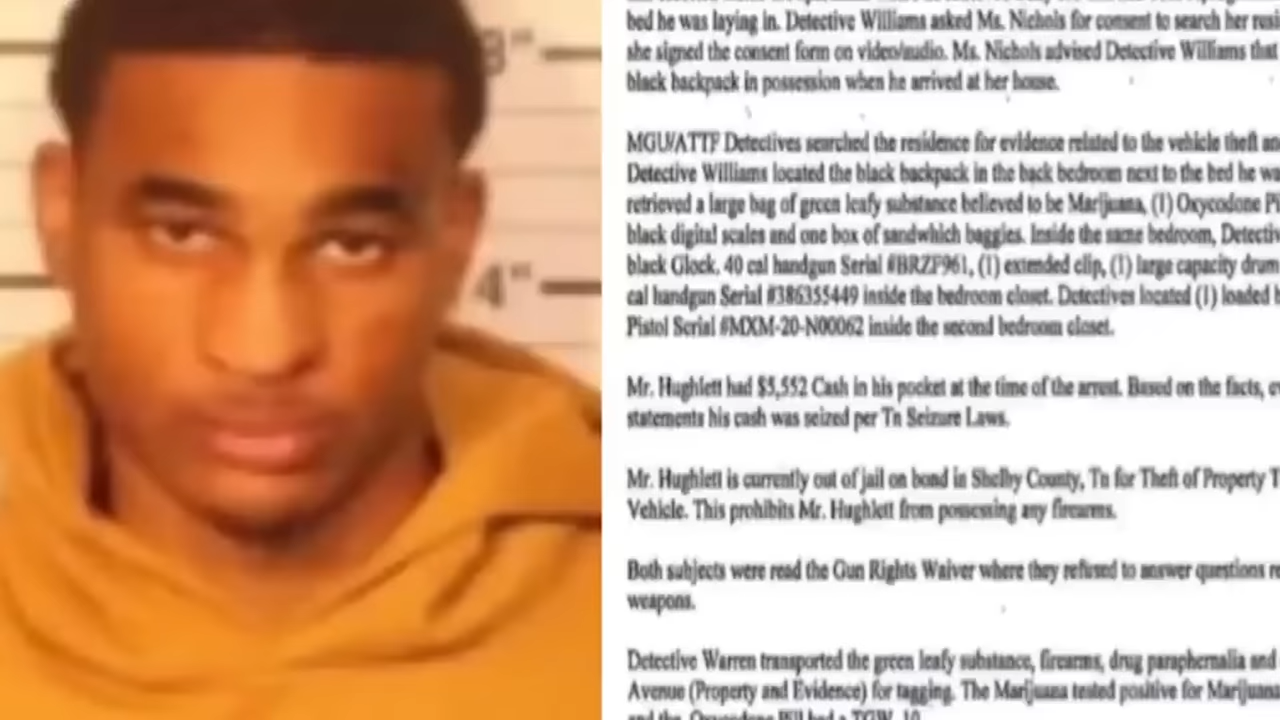 3"
4"
bed he was laying in. Detective Williams asked Ms. Nichols for consent to search her resi
she signed the consent form on video/audio. Ms. Nichols advised Detective Williams that
black backpack in possession when he arrived at her house.
MGU/ATTF Detectives searched the residence for evidence related to the vehicle theft an
Detective Williams located the black backpack in the back bedroom next to the bed he wa
retrieved a large bag of green leafy substance believed to be Marijuana, (1) Oxycodone Pi
black digital scales and one box of sandwhich baggies. Inside the same bedroom, Detectiv
black Glock. 40 cal handgun Serial #BRZF961, (1) extended clip, (1) large capacity drum
cal handgun Serial #386355449 inside the bedroom closet. Detectives located (1) loaded
Pistol Serial #MXM-20-N00062 inside the second bedroom closet.
Mr. Hughlett had $5,552 Cash in his pocket at the time of the arrest. Based on the facts,
statements his cash was seized per Tn Seizure Laws.
Mr. Hughlett is currently out of jail on bond in Shelby County, Tn for Theft of Property T
Vehicle. This prohibits Mr. Hughlett from possessing any firearms.
Both subjects were read the Gun Rights Waiver where they refused to answer questions re
weapons.
Detective Warren transported the green leafy substance, firearms, drug paraphernalia and
Avenue (Property and Evidence) for tagging. The Marijuana tested positive for Marijuana
and the Oxycodone